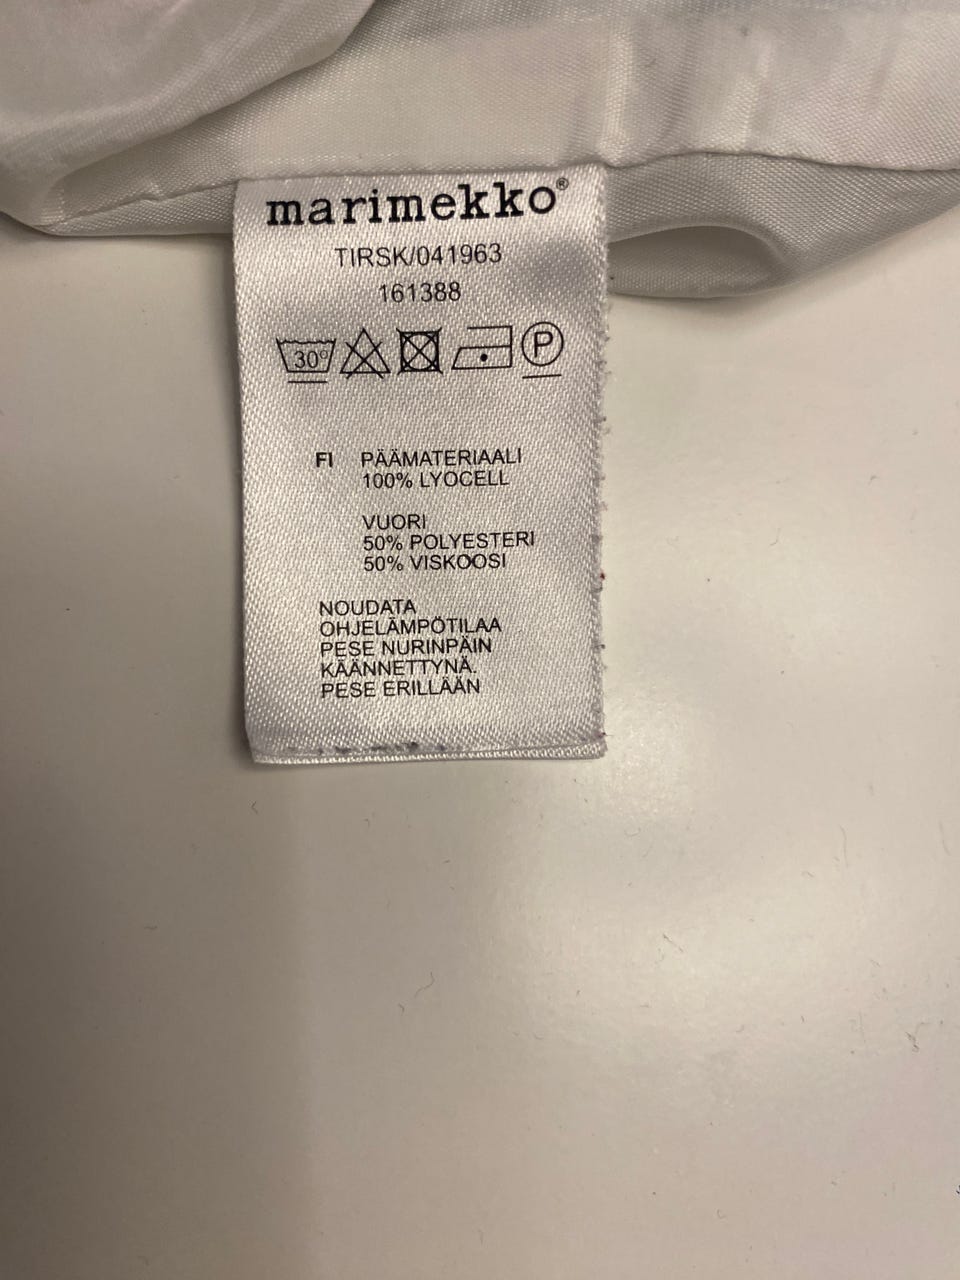 marimekko®
TIRSK/041963
161388
30° P
FI PÄÄMATERIAALI
100% LYOCELL
VUORI
50% POLYESTERI
50% VISKOOSI
NOUDATA
OHJELÄMPÖTILAA
PESE NURINPÄIN
KÄÄNNETTYNÄ.
PESE ERILLÄÄN